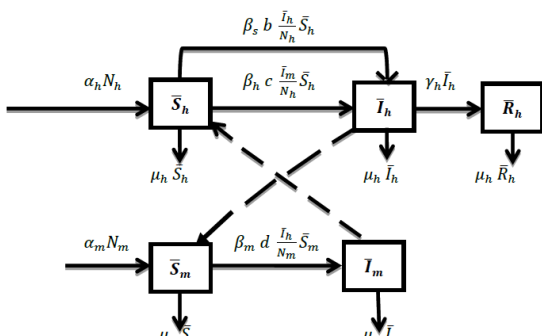 β_s b Ī_h/N_h S̄_h
α_h N_h
S̄_h
β_h c Ī_m/N_h S̄_h
Ī_h
γ_h Ī_h
R̄_h
μ_h S̄_h
μ_h Ī_h
μ_h R̄_h
α_m N_m
S̄_m
β_m d Ī_h/N_m S̄_m
Ī_m